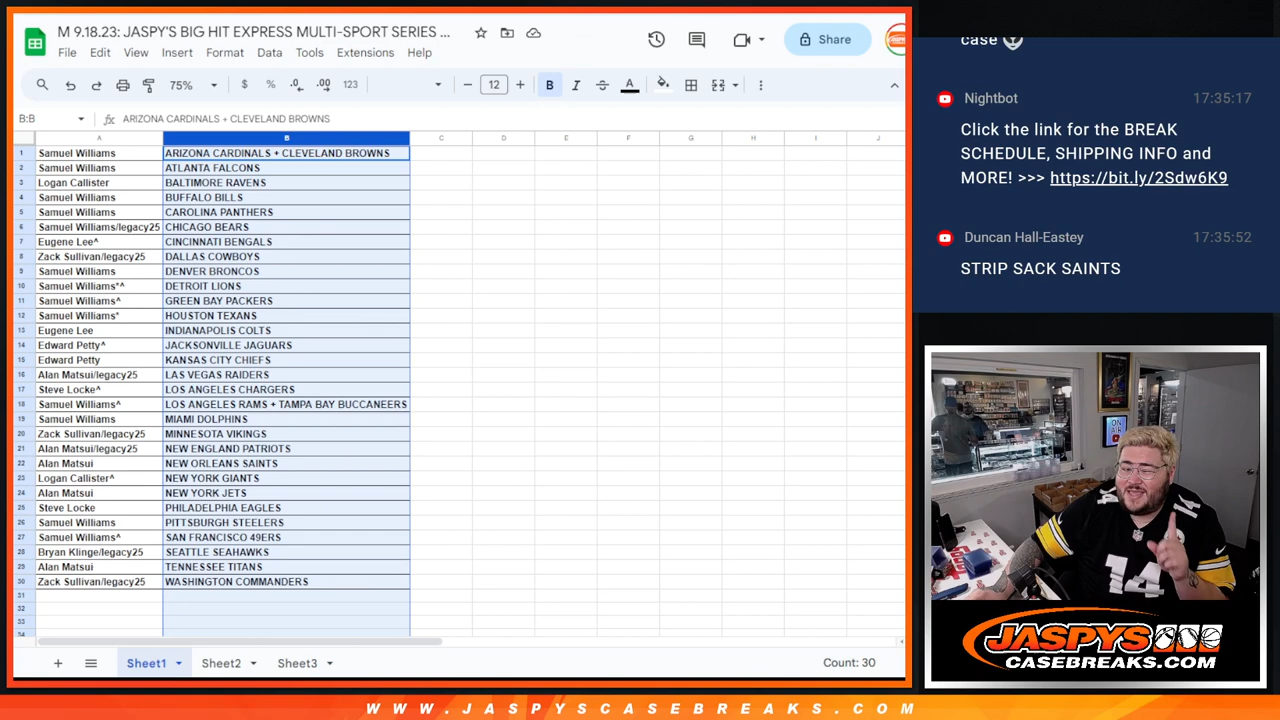 M 9.18.23: JASPY'S BIG HIT EXPRESS MULTI-SPORT SERIES ...
File Edit View Insert Format Data Tools Extensions Help
Share
75% $ % .0 .00 123 12 B I S A
B:B fx ARIZONA CARDINALS + CLEVELAND BROWNS
A B C D E F G H I J
1 Samuel Williams ARIZONA CARDINALS + CLEVELAND BROWNS
2 Samuel Williams ATLANTA FALCONS
3 Logan Callister BALTIMORE RAVENS
4 Samuel Williams BUFFALO BILLS
5 Samuel Williams CAROLINA PANTHERS
6 Samuel Williams/legacy25 CHICAGO BEARS
7 Eugene Lee^ CINCINNATI BENGALS
8 Zack Sullivan/legacy25 DALLAS COWBOYS
9 Samuel Williams DENVER BRONCOS
10 Samuel Williams*^ DETROIT LIONS
11 Samuel Williams^ GREEN BAY PACKERS
12 Samuel Williams* HOUSTON TEXANS
13 Eugene Lee INDIANAPOLIS COLTS
14 Edward Petty^ JACKSONVILLE JAGUARS
15 Edward Petty KANSAS CITY CHIEFS
16 Alan Matsui/legacy25 LAS VEGAS RAIDERS
17 Steve Locke^ LOS ANGELES CHARGERS
18 Samuel Williams^ LOS ANGELES RAMS + TAMPA BAY BUCCANEERS
19 Samuel Williams MIAMI DOLPHINS
20 Zack Sullivan/legacy25 MINNESOTA VIKINGS
21 Alan Matsui/legacy25 NEW ENGLAND PATRIOTS
22 Alan Matsui NEW ORLEANS SAINTS
23 Logan Callister^ NEW YORK GIANTS
24 Alan Matsui NEW YORK JETS
25 Steve Locke PHILADELPHIA EAGLES
26 Samuel Williams PITTSBURGH STEELERS
27 Samuel Williams^ SAN FRANCISCO 49ERS
28 Bryan Klinge/legacy25 SEATTLE SEAHAWKS
29 Alan Matsui TENNESSEE TITANS
30 Zack Sullivan/legacy25 WASHINGTON COMMANDERS
31
32
33
34
Sheet1 Sheet2 Sheet3 Count: 30
case
Nightbot 17:35:17
Click the link for the BREAK
SCHEDULE, SHIPPING INFO and
MORE! >>> https://bit.ly/2Sdw6K9
Duncan Hall-Eastey 17:35:52
STRIP SACK SAINTS
ON
AIR
14
14
JASPYS
CASEBREAKS.COM
WWW.JASPYSCASEBREAKS.COM